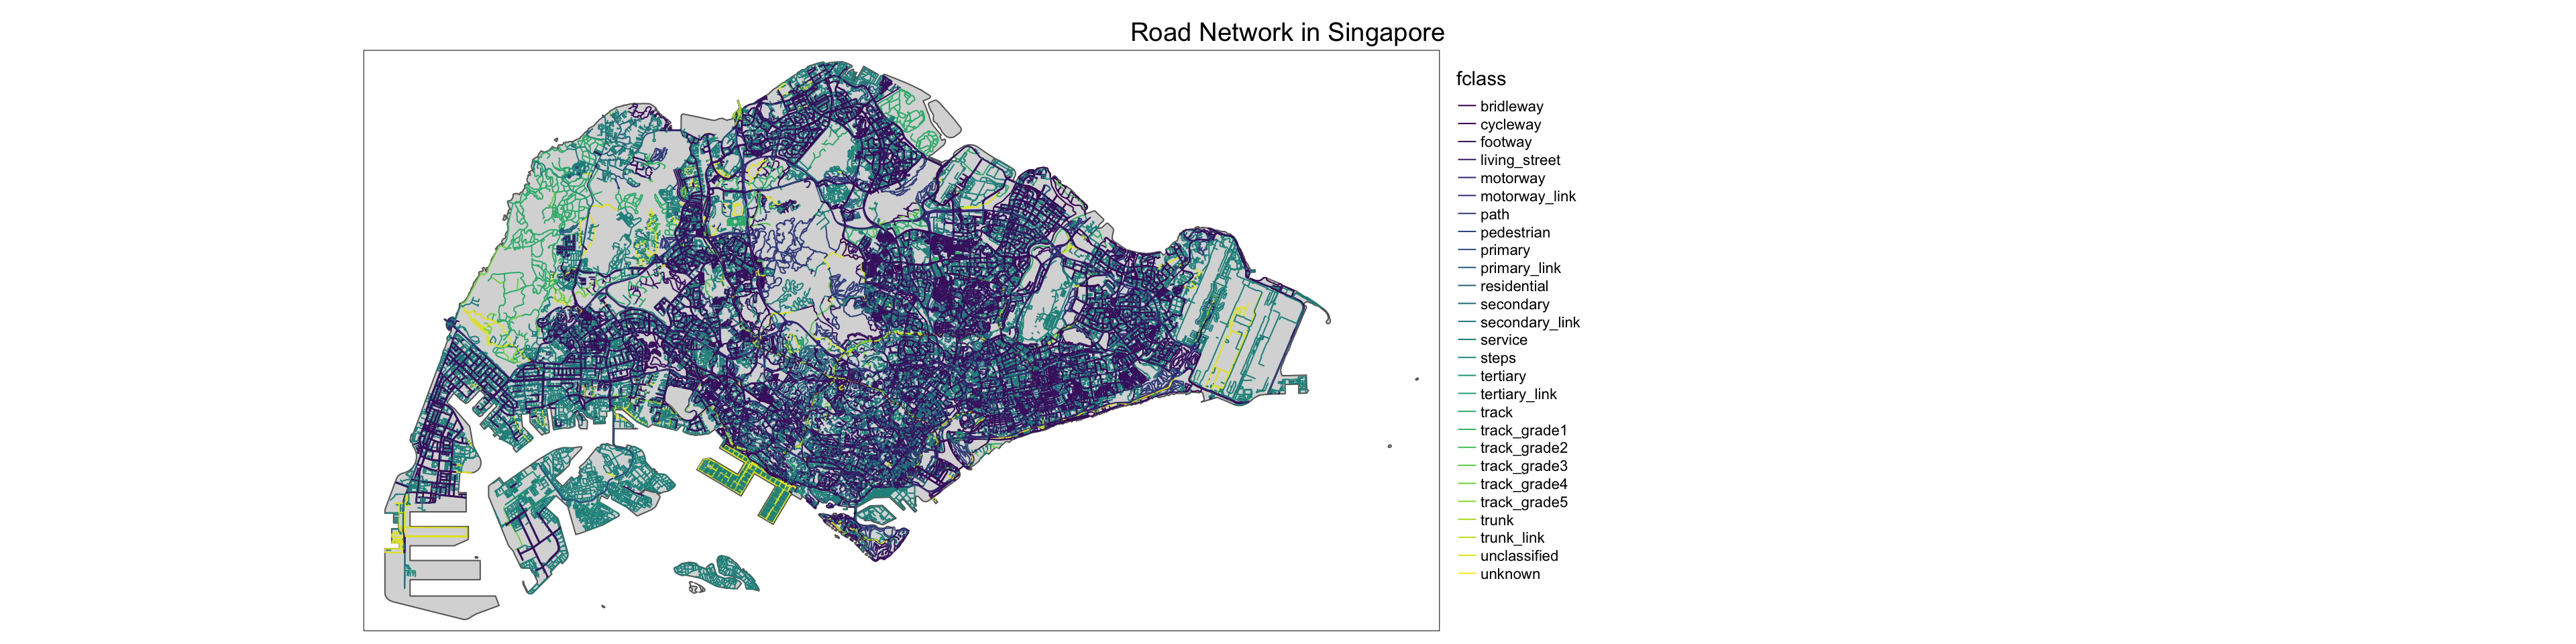 Road Network in Singapore
fclass
bridleway
cycleway
footway
living_street
motorway
motorway_link
path
pedestrian
primary
primary_link
residential
secondary
secondary_link
service
steps
tertiary
tertiary_link
track
track_grade1
track_grade2
track_grade3
track_grade4
track_grade5
trunk
trunk_link
unclassified
unknown